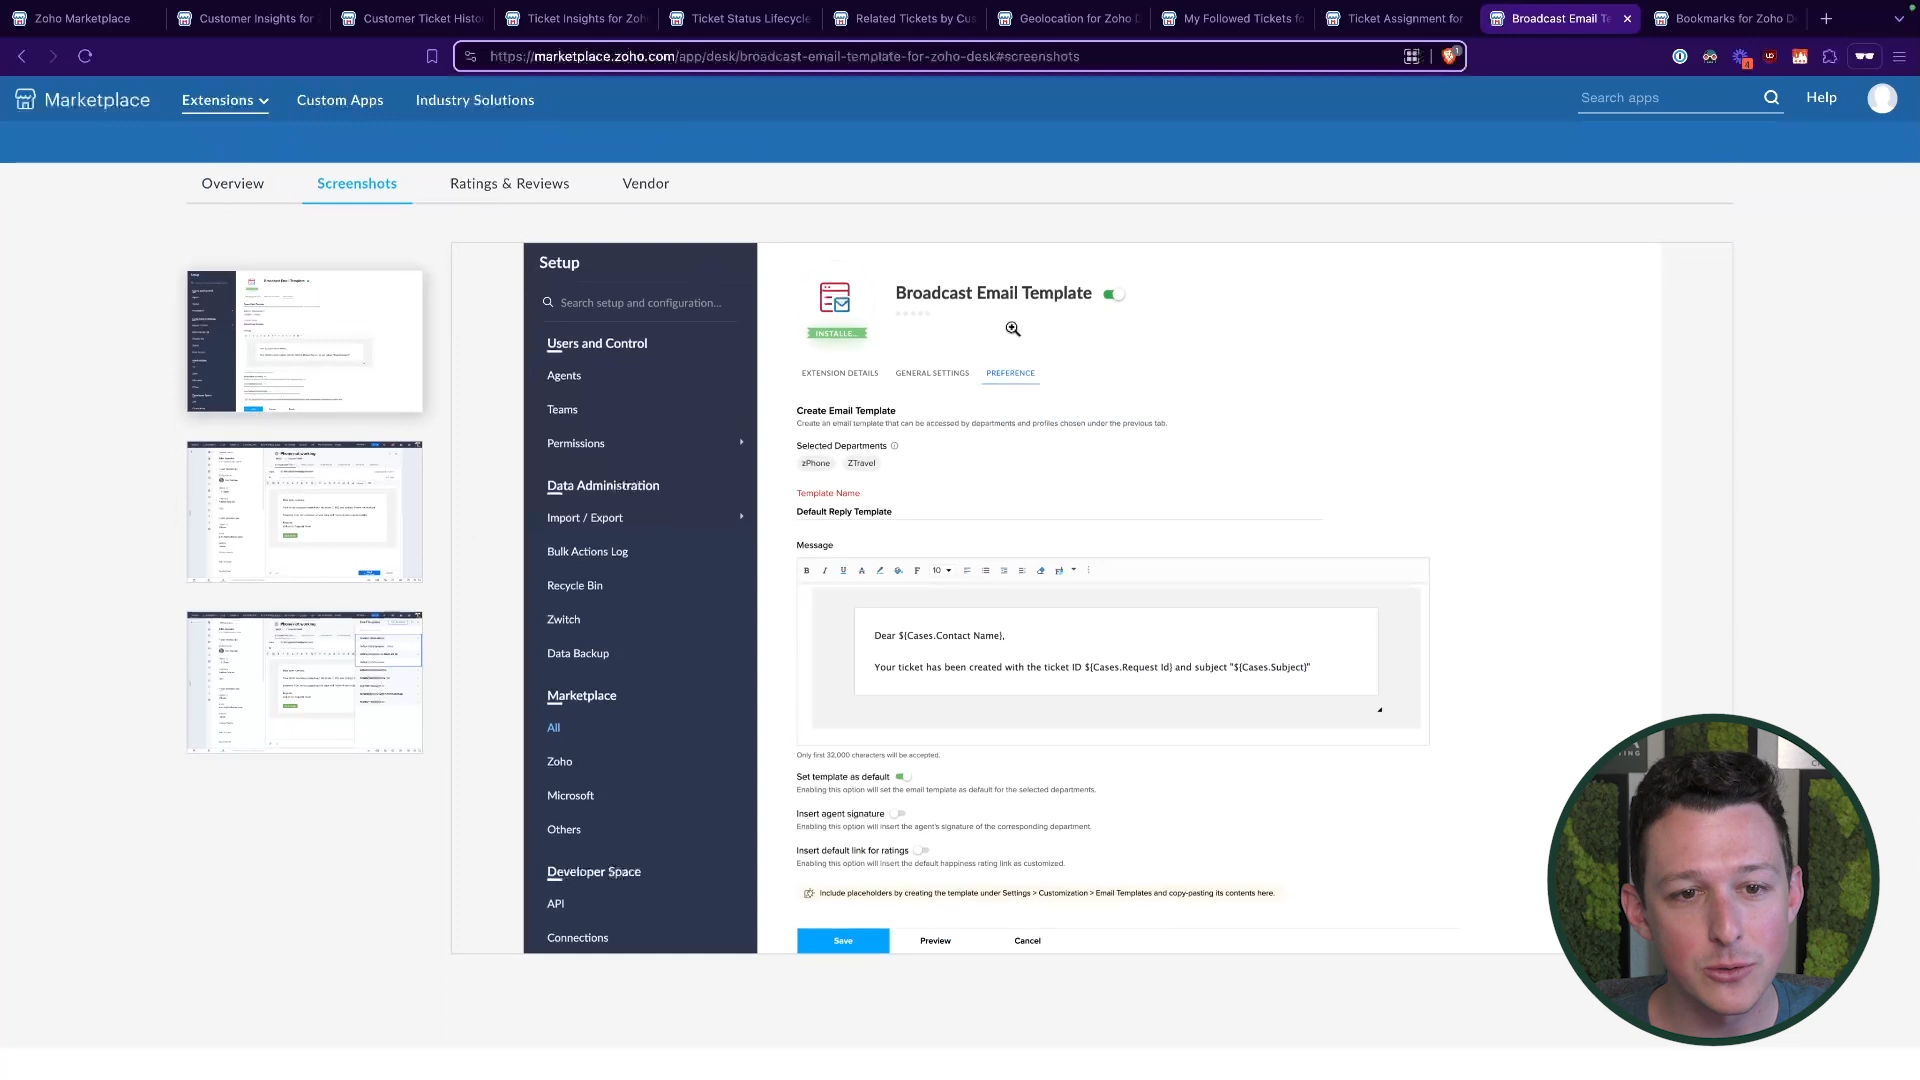 Zoho Marketplace
Customer Insights for
Customer Ticket Histo
Ticket Insights for Zoh
Ticket Status Lifecycle
Related Tickets by Cus
Geolocation for Zoho D
My Followed Tickets fo
Ticket Assignment for
Broadcast Email Te
Bookmarks for Zoho De
https://marketplace.zoho.com/app/desk/broadcast-email-template-for-zoho-desk#screenshots
Marketplace
Extensions
Custom Apps
Industry Solutions
Search apps
Help
Overview
Screenshots
Ratings & Reviews
Vendor
Setup
Search setup and configuration...
Users and Control
Agents
Teams
Permissions
Data Administration
Import / Export
Bulk Actions Log
Recycle Bin
Zwitch
Data Backup
Marketplace
All
Zoho
Microsoft
Others
Developer Space
API
Connections
Broadcast Email Template
INSTALLE...
EXTENSION DETAILS
GENERAL SETTINGS
PREFERENCE
Create Email Template
Create an email template that can be accessed by departments and profiles chosen under the previous tab.
Selected Departments
zPhone
ZTravel
Template Name
Default Reply Template
Message
B I U A F 10
Dear ${Cases.Contact Name},
Your ticket has been created with the ticket ID ${Cases.Request Id} and subject "${Cases.Subject}"
Only first 32,000 characters will be accepted.
Set template as default
Enabling this option will set the email template as default for the selected departments.
Insert agent signature
Enabling this option will insert the agent's signature of the corresponding department.
Insert default link for ratings
Enabling this option will insert the default happiness rating link as customized.
Include placeholders by creating the template under Settings > Customization > Email Templates and copy-pasting its contents here.
Save
Preview
Cancel